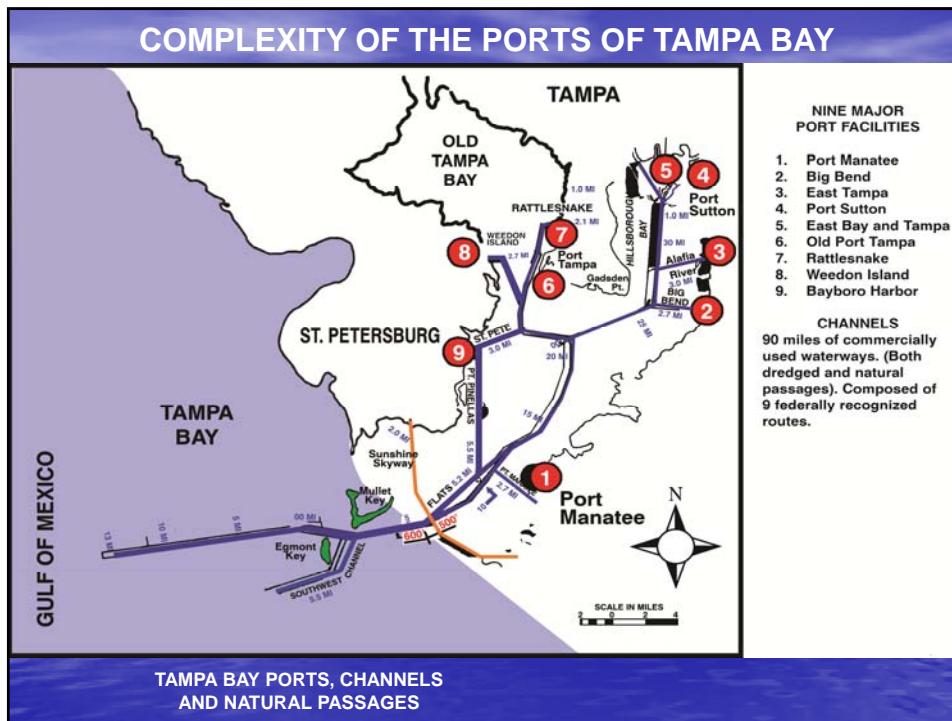 COMPLEXITY OF THE PORTS OF TAMPA BAY
TAMPA
OLD
TAMPA
BAY
1.0 MI
RATTLESNAKE
2.1 MI
WEEDON
ISLAND
2.7 MI
8
7
Port
Tampa
6
Gadsden
Pt.
HILLSBOROUGH
BAY
5
4
Port
Sutton
1.0 MI
30 MI
Alafia
River
3.0 MI
3
BIG
BEND
2.7 MI
2
25 MI
ST. PETERSBURG
ST. PETE
3.0 MI
9
20 MI
PT. PINELLAS
5.5 MI
15 MI
TAMPA
BAY
2.0 MI
Sunshine
Skyway
FLATS
5.2 MI
PT. MANATEE
2.7 MI
10
1
Port
Manatee
Mullet
Key
600'
500'
GULF OF MEXICO
13 MI
10 MI
5 MI
00 MI
Egmont
Key
SOUTHWEST CHANNEL
5.5 MI
N
SCALE IN MILES
2 0 2 4
NINE MAJOR
PORT FACILITIES
1. Port Manatee
2. Big Bend
3. East Tampa
4. Port Sutton
5. East Bay and Tampa
6. Old Port Tampa
7. Rattlesnake
8. Weedon Island
9. Bayboro Harbor
CHANNELS
90 miles of commercially
used waterways. (Both
dredged and natural
passages). Composed of
9 federally recognized
routes.
TAMPA BAY PORTS, CHANNELS
AND NATURAL PASSAGES